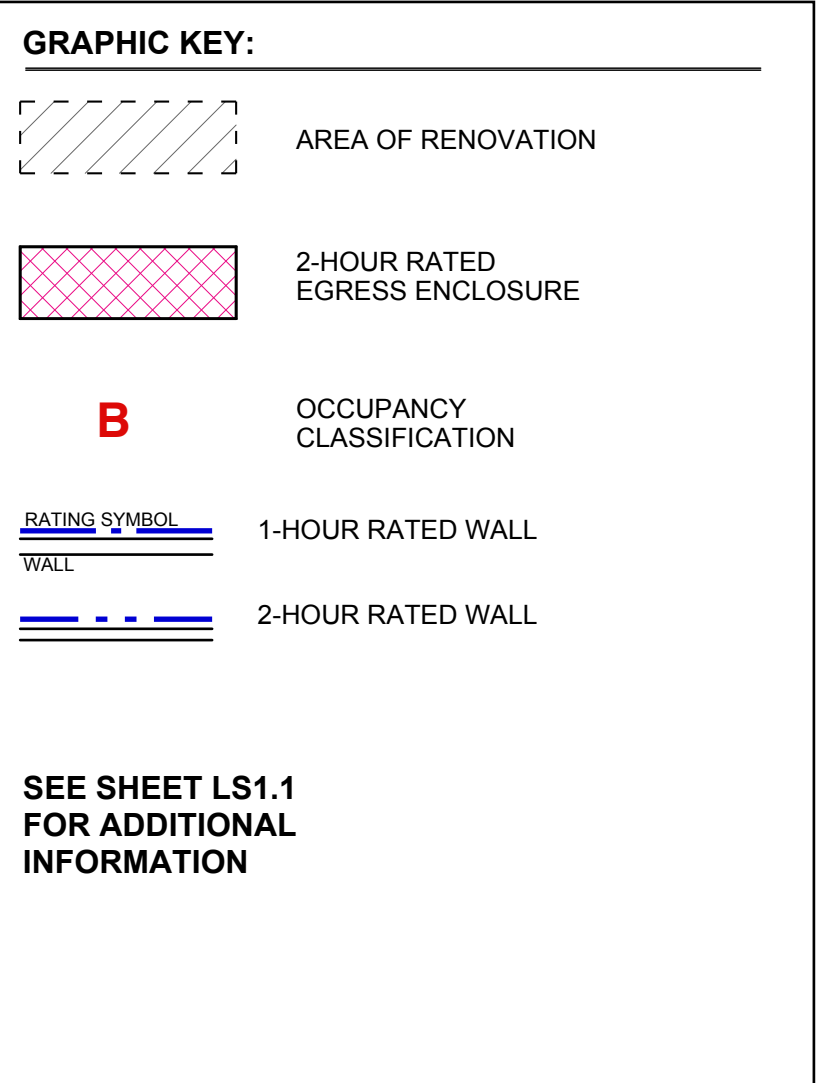 GRAPHIC KEY:
AREA OF RENOVATION
2-HOUR RATED
EGRESS ENCLOSURE
B
OCCUPANCY
CLASSIFICATION
RATING SYMBOL
WALL
1-HOUR RATED WALL
2-HOUR RATED WALL
SEE SHEET LS1.1
FOR ADDITIONAL
INFORMATION